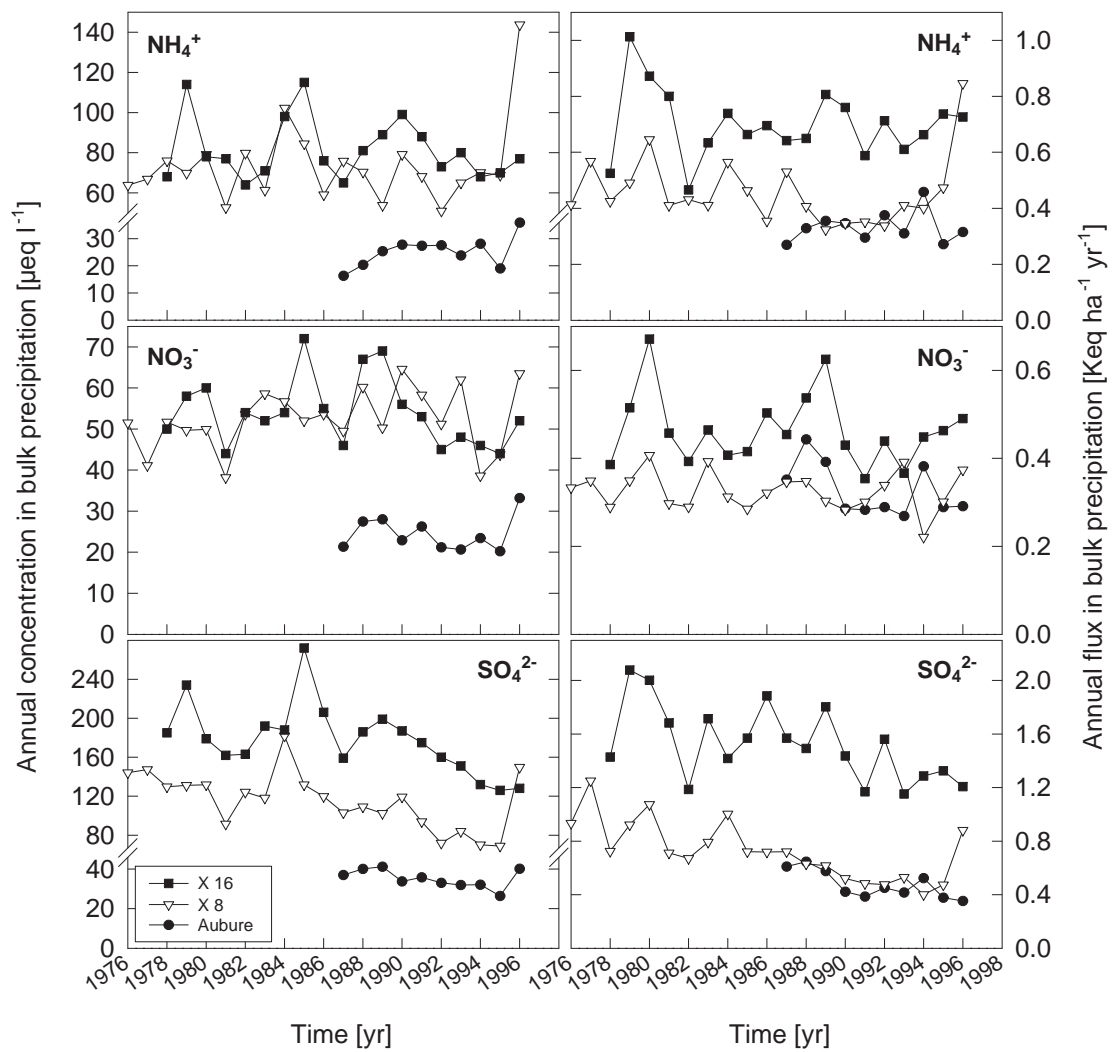 Annual concentration in bulk precipitation [µeq l⁻¹]
140
120
100
80
60
30
20
10
0
NH₄⁺
NH₄⁺
1.0
0.8
0.6
0.4
0.2
0.0
70
60
50
40
30
20
10
0
NO₃⁻
NO₃⁻
0.6
0.4
0.2
0.0
240
200
160
120
80
40
20
0
SO₄²⁻
SO₄²⁻
2.0
1.6
1.2
0.8
0.4
0.0
X 16
X 8
Aubure
1976 1978 1980 1982 1984 1986 1988 1990 1992 1994 1996
1976 1978 1980 1982 1984 1986 1988 1990 1992 1994 1996 1998
Time [yr]
Time [yr]
Annual flux in bulk precipitation [Keq ha⁻¹ yr⁻¹]